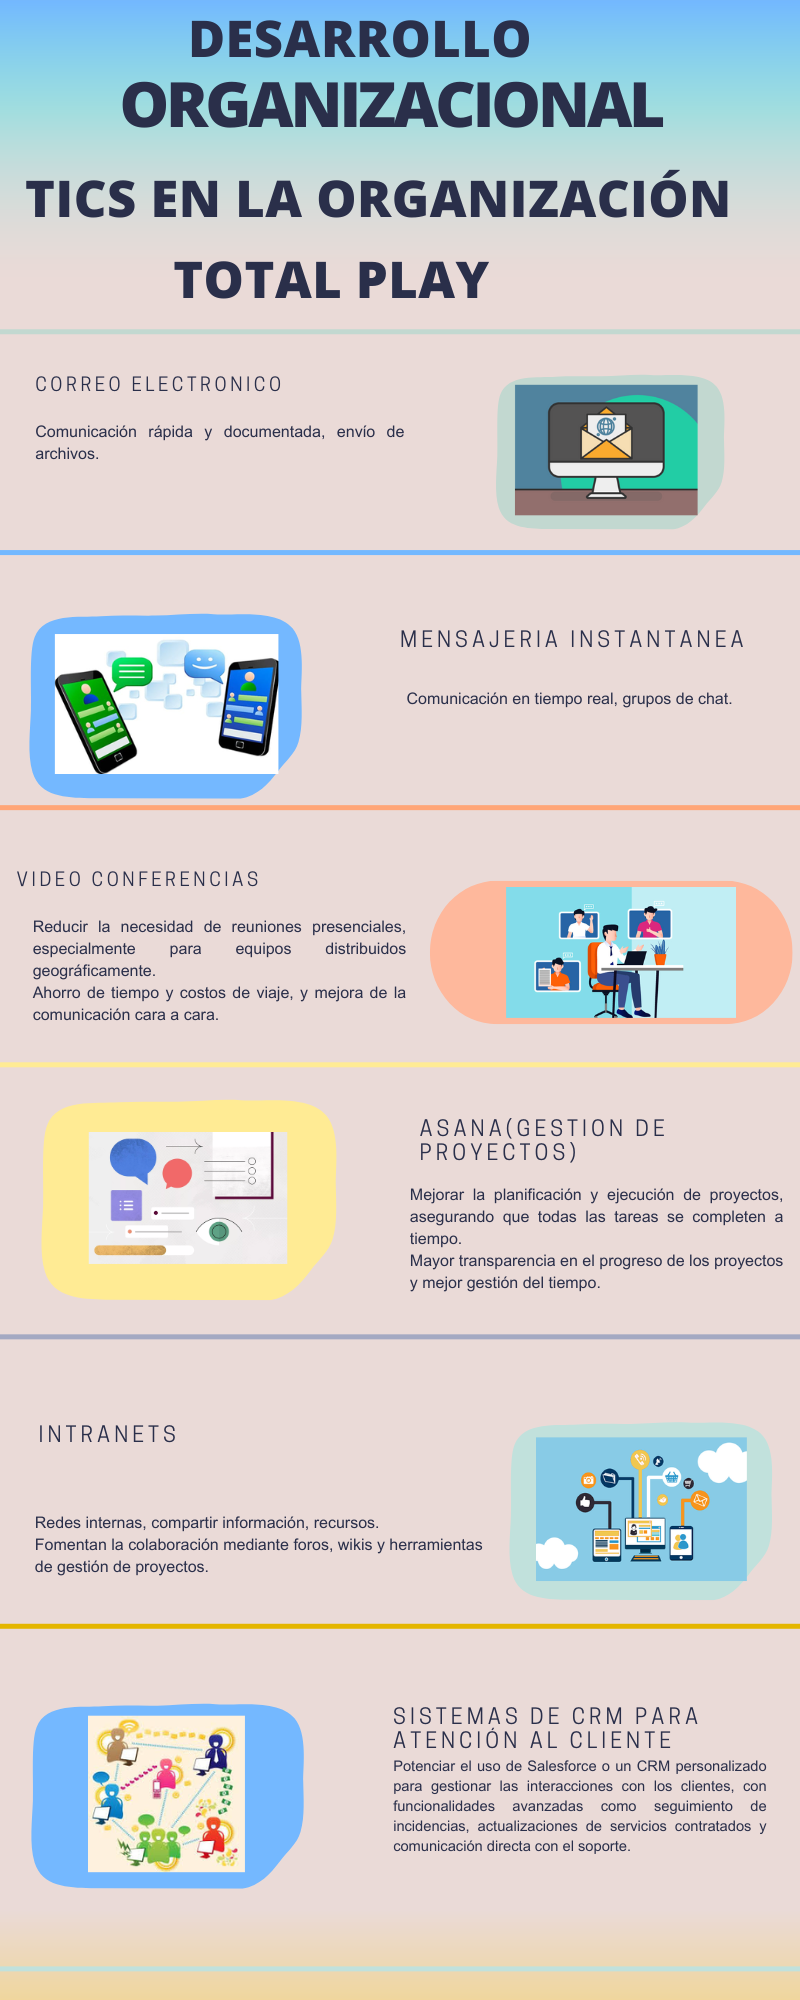 DESARROLLO
ORGANIZACIONAL
TICS EN LA ORGANIZACIÓN
TOTAL PLAY
CORREO ELECTRONICO
Comunicación rápida y documentada, envío de
archivos.
MENSAJERIA INSTANTANEA
Comunicación en tiempo real, grupos de chat.
VIDEO CONFERENCIAS
Reducir la necesidad de reuniones presenciales,
especialmente para equipos distribuidos
geográficamente.
Ahorro de tiempo y costos de viaje, y mejora de la
comunicación cara a cara.
ASANA(GESTION DE
PROYECTOS)
Mejorar la planificación y ejecución de proyectos,
asegurando que todas las tareas se completen a
tiempo.
Mayor transparencia en el progreso de los proyectos
y mejor gestión del tiempo.
INTRANETS
Redes internas, compartir información, recursos.
Fomentan la colaboración mediante foros, wikis y herramientas
de gestión de proyectos.
SISTEMAS DE CRM PARA
ATENCIÓN AL CLIENTE
Potenciar el uso de Salesforce o un CRM personalizado
para gestionar las interacciones con los clientes, con
funcionalidades avanzadas como seguimiento de
incidencias, actualizaciones de servicios contratados y
comunicación directa con el soporte.